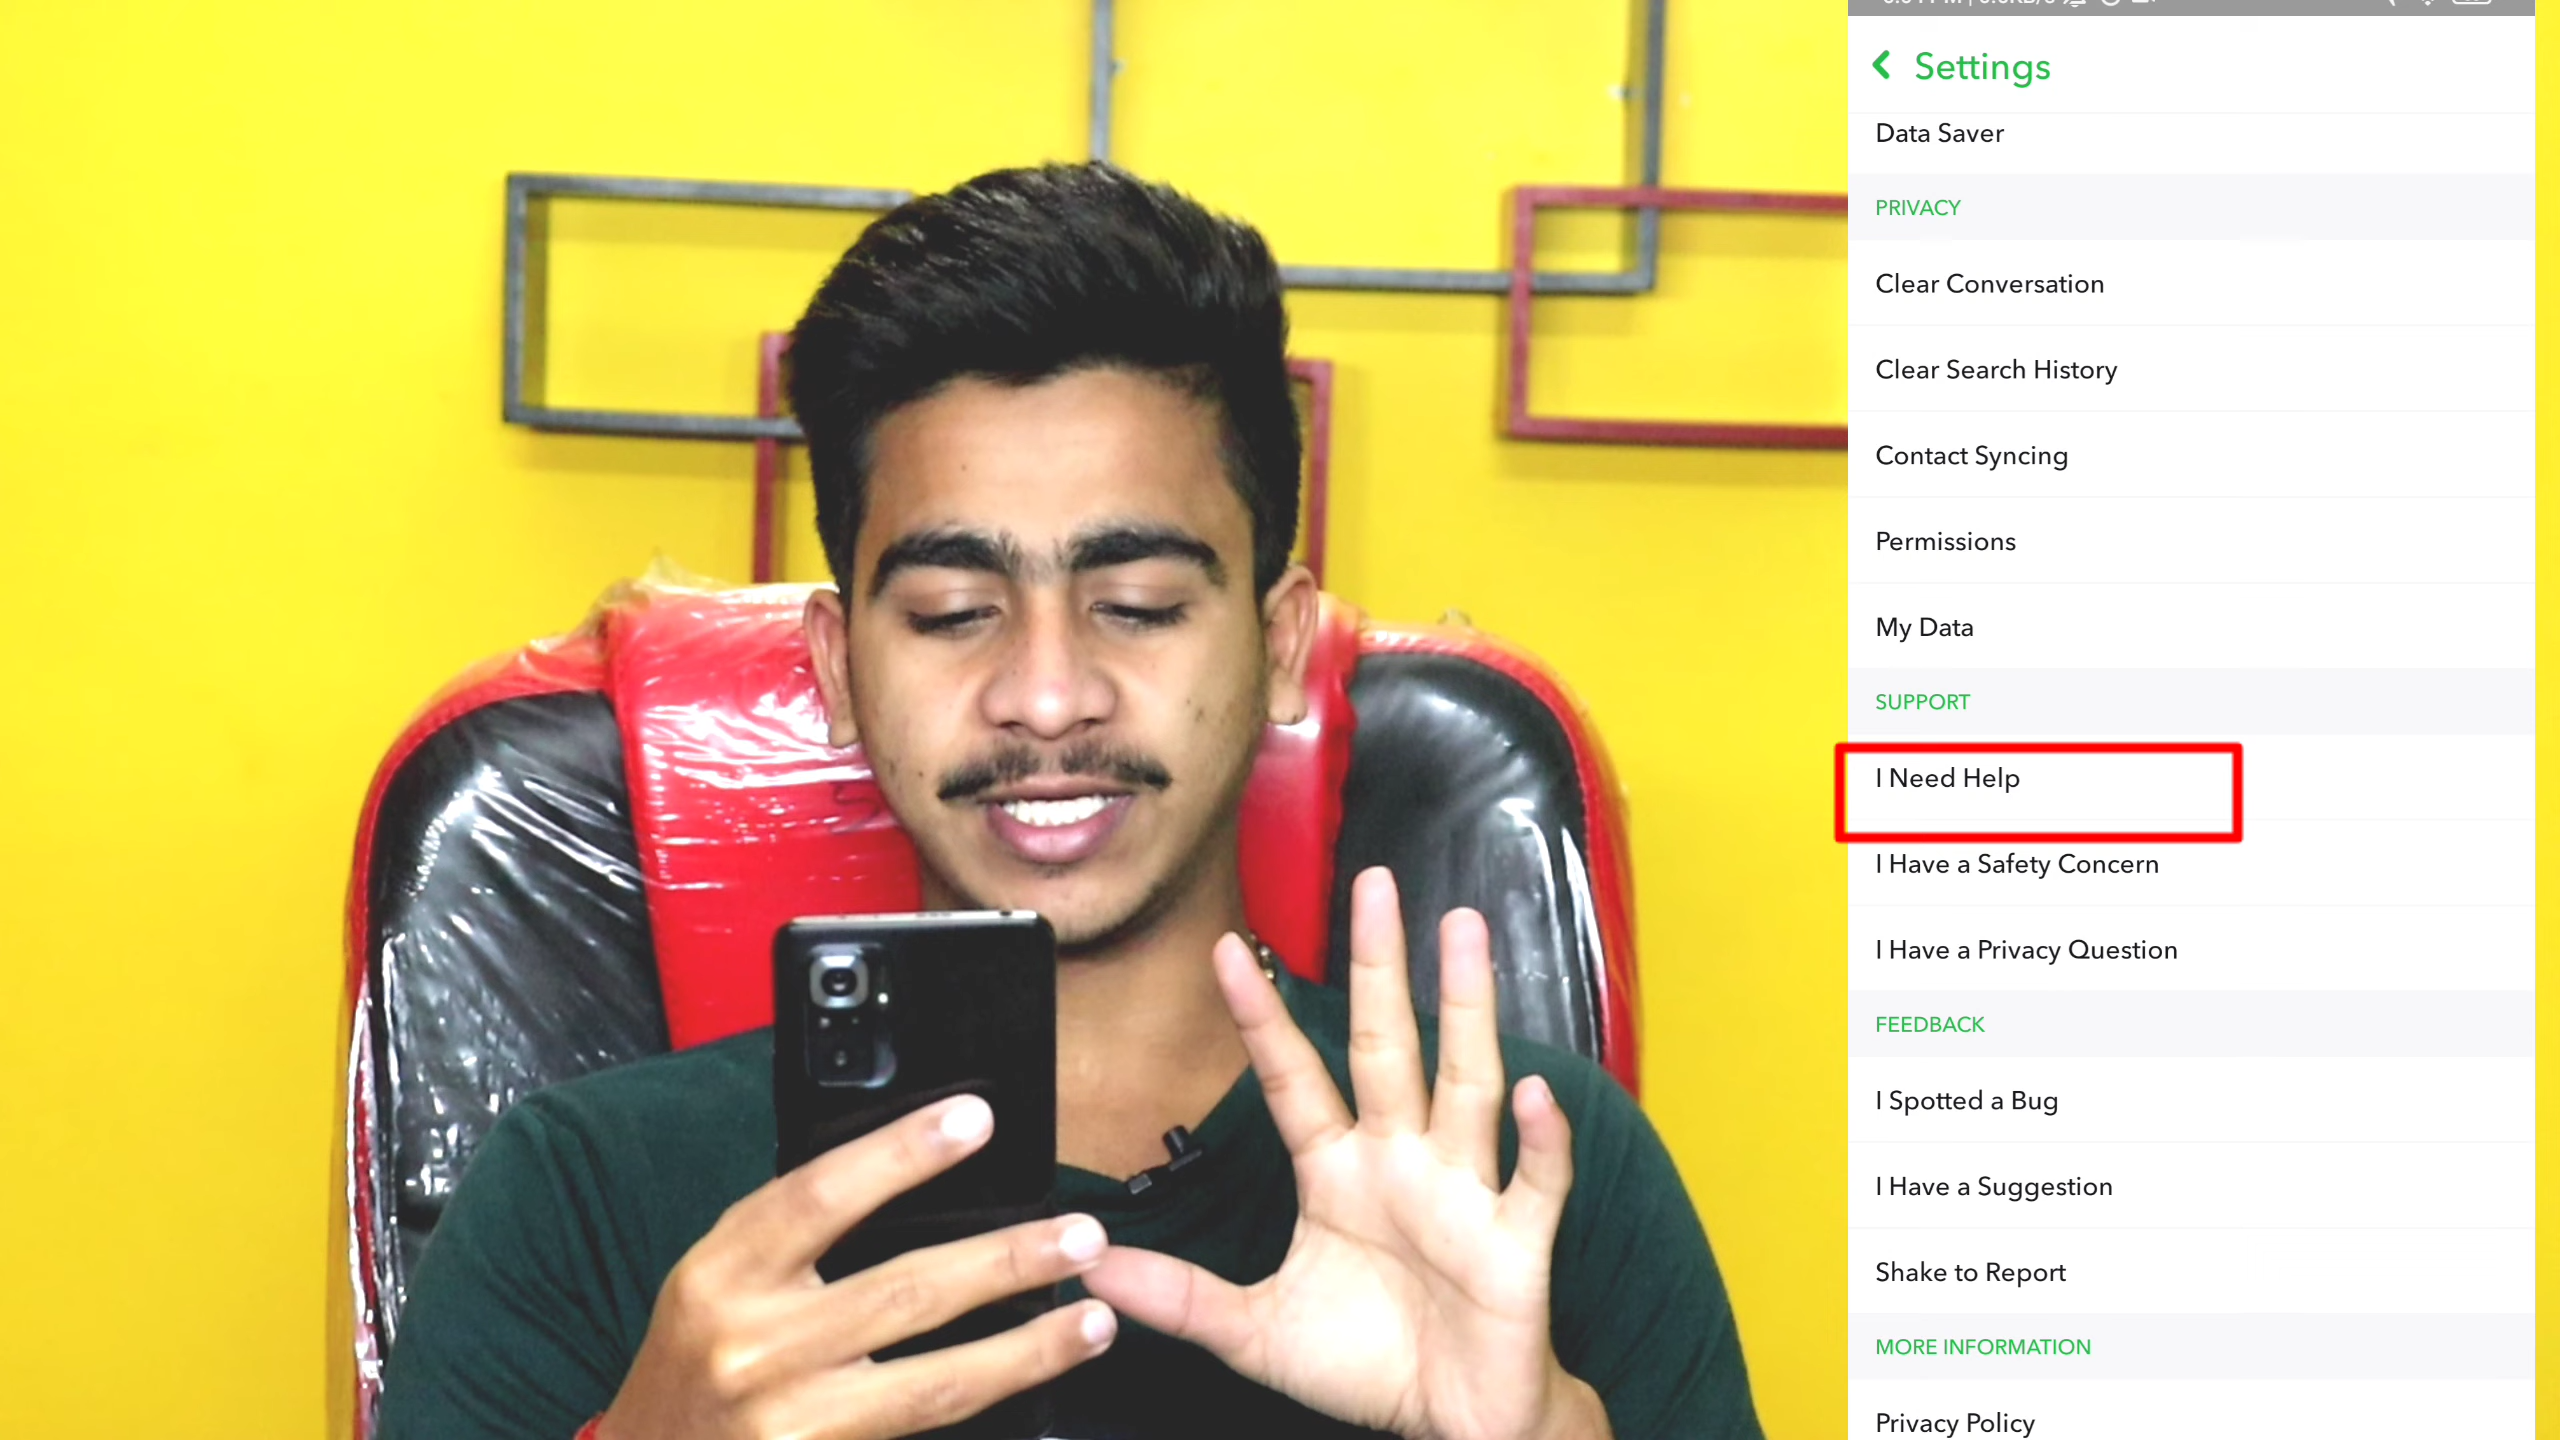 Settings
Data Saver
PRIVACY
Clear Conversation
Clear Search History
Contact Syncing
Permissions
My Data
SUPPORT
I Need Help
I Have a Safety Concern
I Have a Privacy Question
FEEDBACK
I Spotted a Bug
I Have a Suggestion
Shake to Report
MORE INFORMATION
Privacy Policy